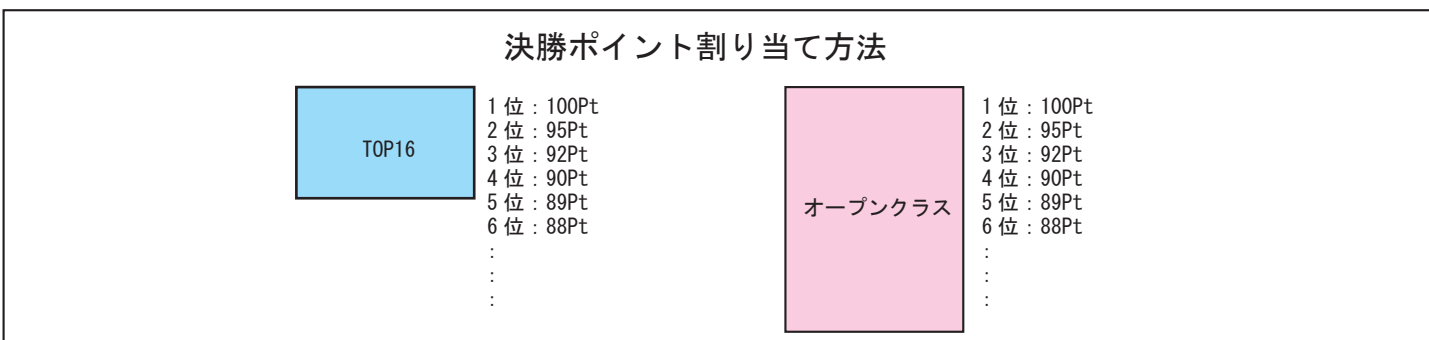 決勝ポイント割り当て方法
TOP16
1位：100Pt
2位：95Pt
3位：92Pt
4位：90Pt
5位：89Pt
6位：88Pt
：
：
：
オープンクラス
1位：100Pt
2位：95Pt
3位：92Pt
4位：90Pt
5位：89Pt
6位：88Pt
：
：
：